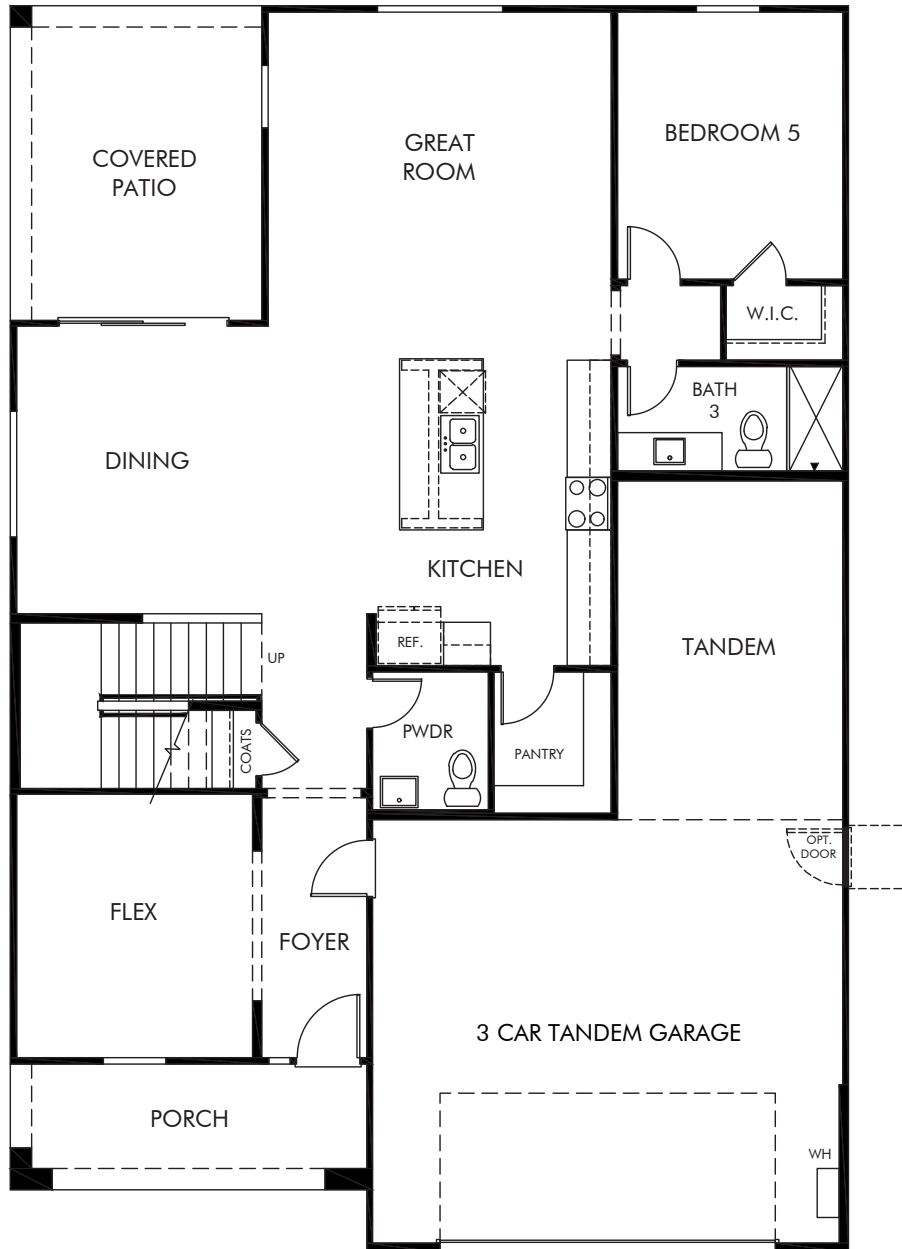 COVERED
PATIO
GREAT
ROOM
BEDROOM 5
W.I.C.
BATH
3
DINING
KITCHEN
REF.
TANDEM
UP
COATS
PWDR
PANTRY
OPT.
DOOR
FLEX
FOYER
3 CAR TANDEM GARAGE
PORCH
WH